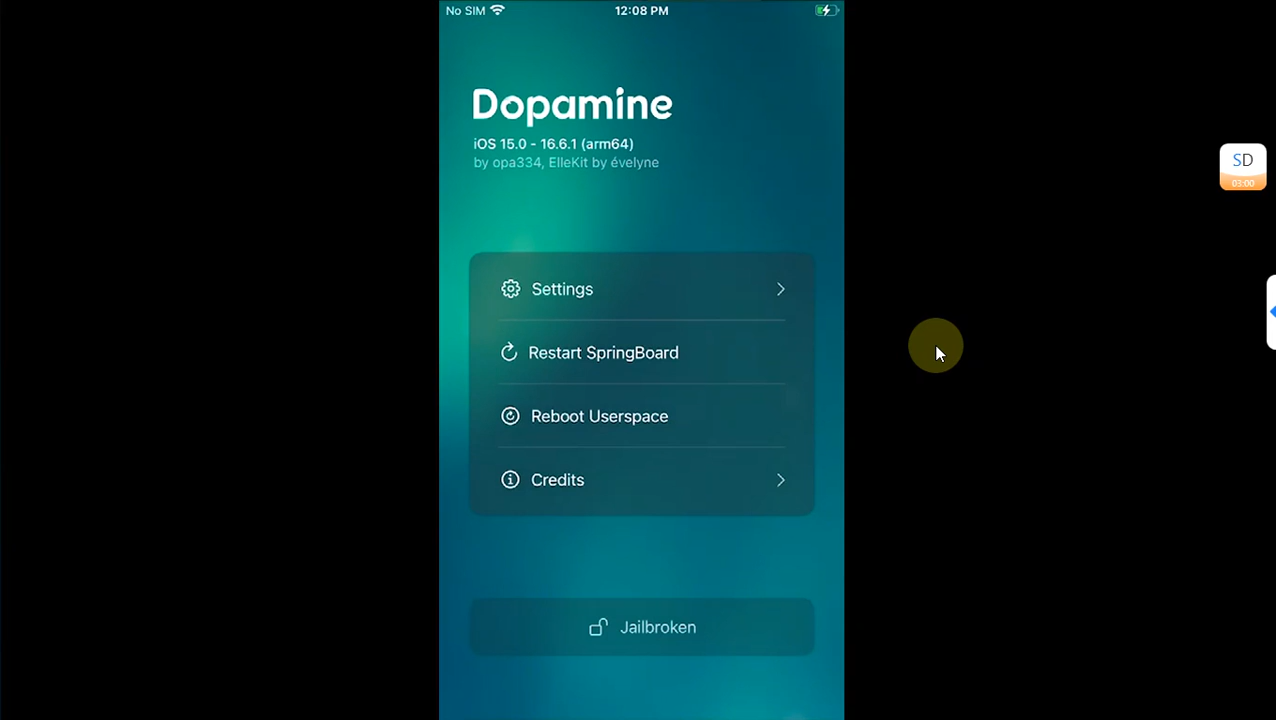 No SIM 12:08 PM
Dopamine
iOS 15.0 - 16.6.1 (arm64)
by opa334, ElleKit by évelyne
Settings
Restart SpringBoard
Reboot Userspace
Credits
Jailbroken
SD
03:00